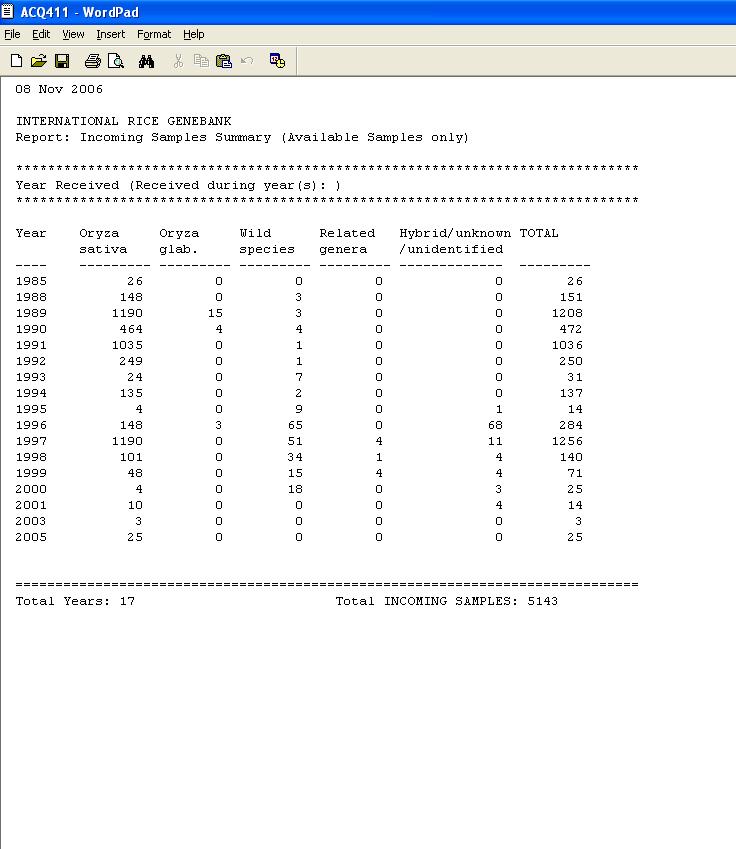 ACQ411 - WordPad
File Edit View Insert Format Help
08 Nov 2006
INTERNATIONAL RICE GENEBANK
Report: Incoming Samples Summary (Available Samples only)
******************************************************************************
Year Received (Received during year(s): )
******************************************************************************
Year Oryza Oryza Wild Related Hybrid/unknown TOTAL
sativa glab. species genera /unidentified
---- --------- --------- --------- --------- ------------- ---------
1985 26 0 0 0 0 26
1988 148 0 3 0 0 151
1989 1190 15 3 0 0 1208
1990 464 4 4 0 0 472
1991 1035 0 1 0 0 1036
1992 249 0 1 0 0 250
1993 24 0 7 0 0 31
1994 135 0 2 0 0 137
1995 4 0 9 0 1 14
1996 148 3 65 0 68 284
1997 1190 0 51 4 11 1256
1998 101 0 34 1 4 140
1999 48 0 15 4 4 71
2000 4 0 18 0 3 25
2001 10 0 0 0 4 14
2003 3 0 0 0 0 3
2005 25 0 0 0 0 25
==============================================================================
Total Years: 17 Total INCOMING SAMPLES: 5143